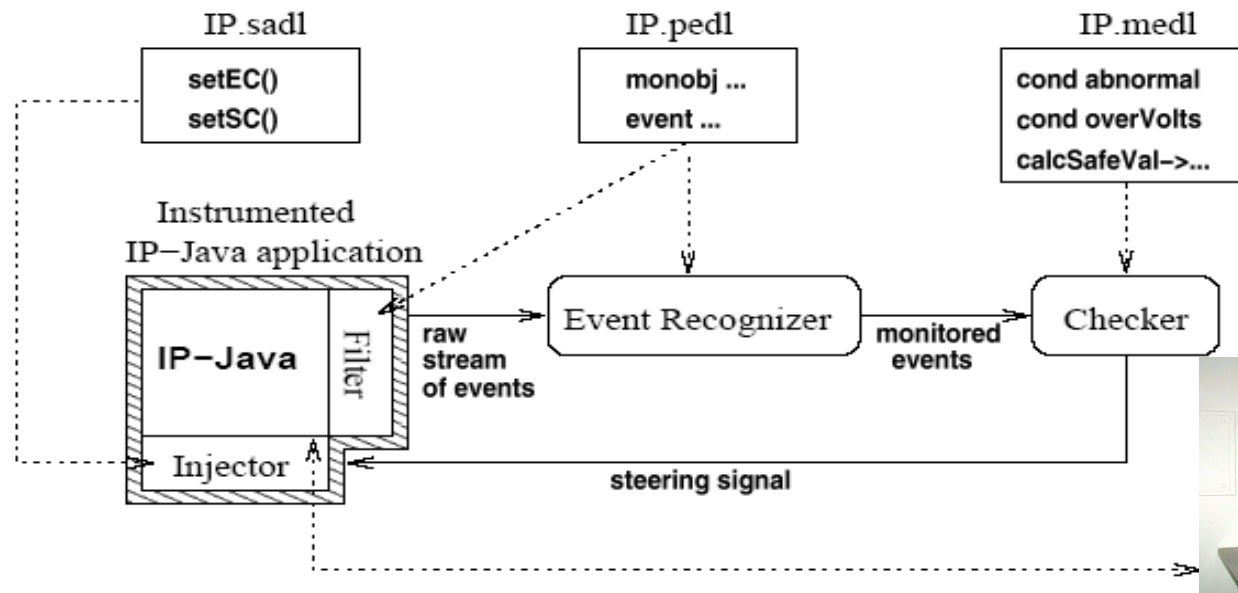 IP.sadl
setEC()
setSC()
IP.pedl
monobj ...
event ...
IP.medl
cond abnormal
cond overVolts
calcSafeVal−>...
Instrumented
IP−Java application
IP−Java
Filter
Injector
raw
stream
of events
Event Recognizer
monitored
events
Checker
steering signal